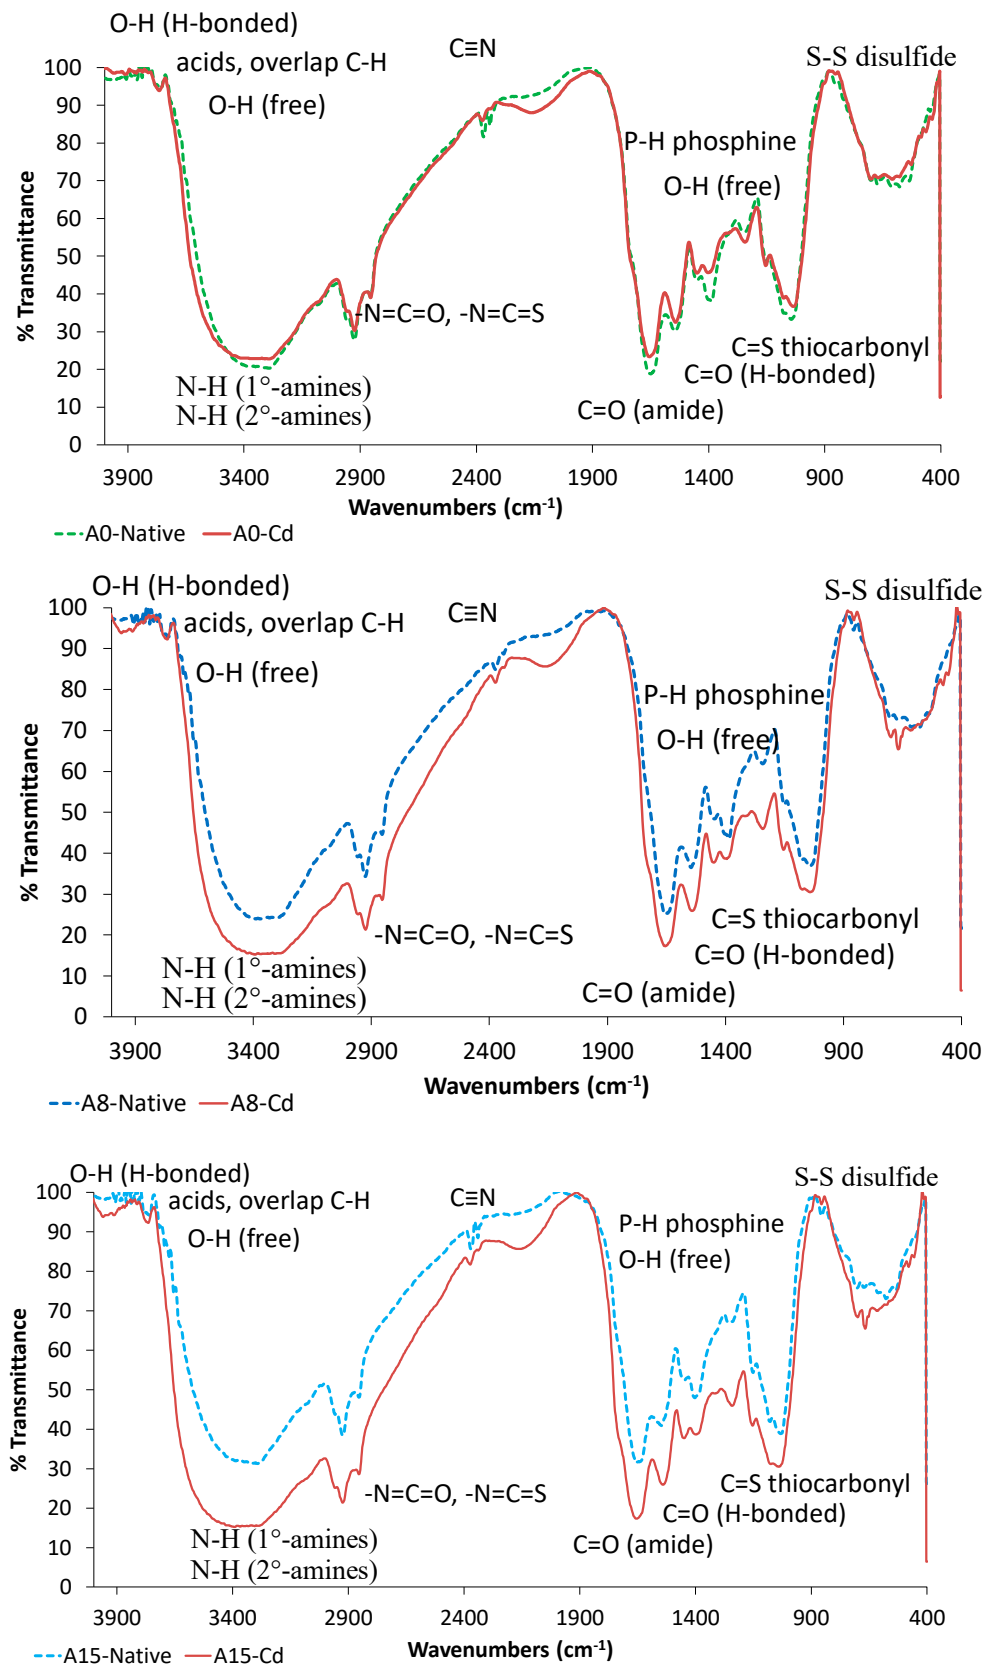 O-H (H-bonded)
acids, overlap C-H
C≡N
S-S disulfide
O-H (free)
P-H phosphine
O-H (free)
-N=C=O, -N=C=S
C=S thiocarbonyl
C=O (H-bonded)
N-H (1°-amines)
N-H (2°-amines)
C=O (amide)
% Transmittance
100
90
80
70
60
50
40
30
20
10
0
3900 3400 2900 2400 1900 1400 900 400
Wavenumbers (cm-1)
A0-Native A0-Cd
O-H (H-bonded)
acids, overlap C-H
C≡N
S-S disulfide
O-H (free)
P-H phosphine
O-H (free)
-N=C=O, -N=C=S
C=S thiocarbonyl
C=O (H-bonded)
N-H (1°-amines)
N-H (2°-amines)
C=O (amide)
% Transmittance
100
90
80
70
60
50
40
30
20
10
0
3900 3400 2900 2400 1900 1400 900 400
Wavenumbers (cm-1)
A8-Native A8-Cd
O-H (H-bonded)
acids, overlap C-H
C≡N
S-S disulfide
O-H (free)
P-H phosphine
O-H (free)
-N=C=O, -N=C=S
C=S thiocarbonyl
C=O (H-bonded)
N-H (1°-amines)
N-H (2°-amines)
C=O (amide)
% Transmittance
100
90
80
70
60
50
40
30
20
10
0
3900 3400 2900 2400 1900 1400 900 400
Wavenumbers (cm-1)
A15-Native A15-Cd